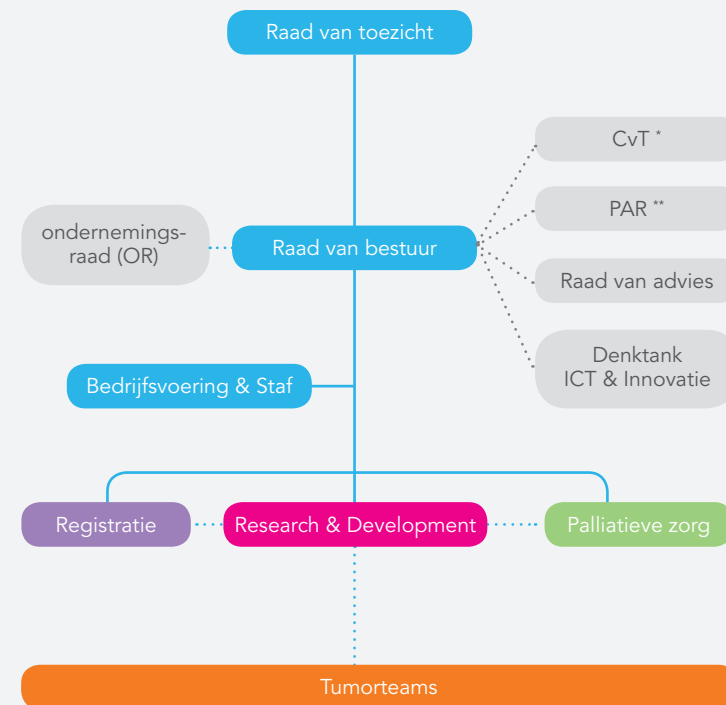 Raad van toezicht
CvT *
PAR **
ondernemings-
raad (OR)
Raad van bestuur
Raad van advies
Denktank
ICT & Innovatie
Bedrijfsvoering & Staf
Registratie
Research & Development
Palliatieve zorg
Tumorteams